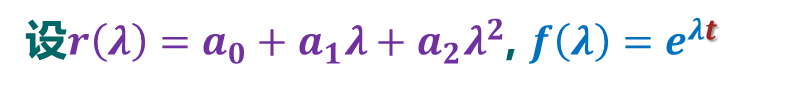 设r(λ) = a₀ + a₁λ + a₂λ², f(λ) = e^{λt}